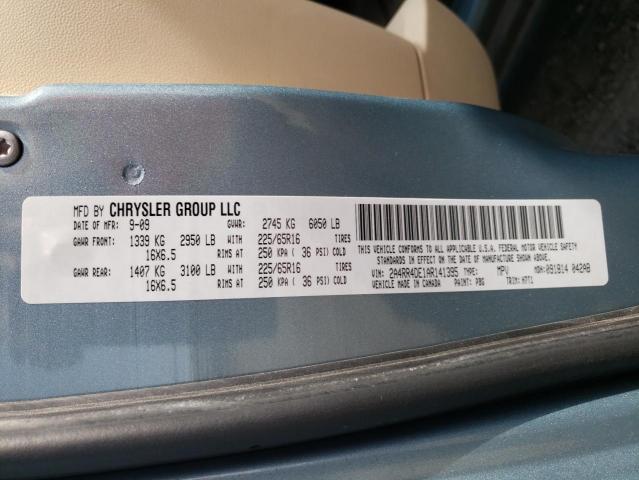 MFD BY CHRYSLER GROUP LLC
DATE OF MFR: 9-09 GVWR: 2745 KG 6050 LB
GAWR FRONT: 1339 KG 2950 LB WITH 225/65R16 TIRES
16X6.5 RIMS AT 250 KPA ( 36 PSI) COLD
GAWR REAR: 1407 KG 3100 LB WITH 225/65R16 TIRES
16X6.5 RIMS AT 250 KPA ( 36 PSI) COLD
THIS VEHICLE CONFORMS TO ALL APPLICABLE U.S.A. FEDERAL MOTOR VEHICLE SAFETY
STANDARDS IN EFFECT ON THE DATE OF MANUFACTURE SHOWN ABOVE.
VIN: 2A4RR4DE1AR141395 TYPE: MPV MDH: 091814 042AB
VEHICLE MADE IN CANADA PAINT: PBG TRIM: H7T1